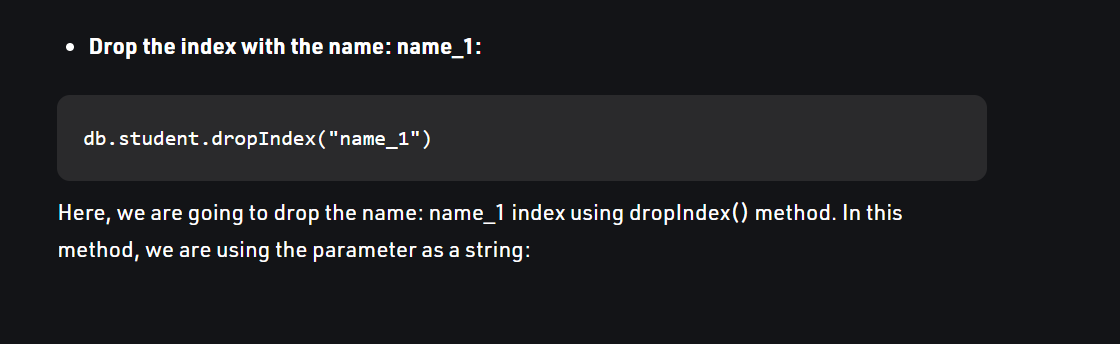 • Drop the index with the name: name_1:
db.student.dropIndex("name_1")
Here, we are going to drop the name: name_1 index using dropIndex() method. In this
method, we are using the parameter as a string: